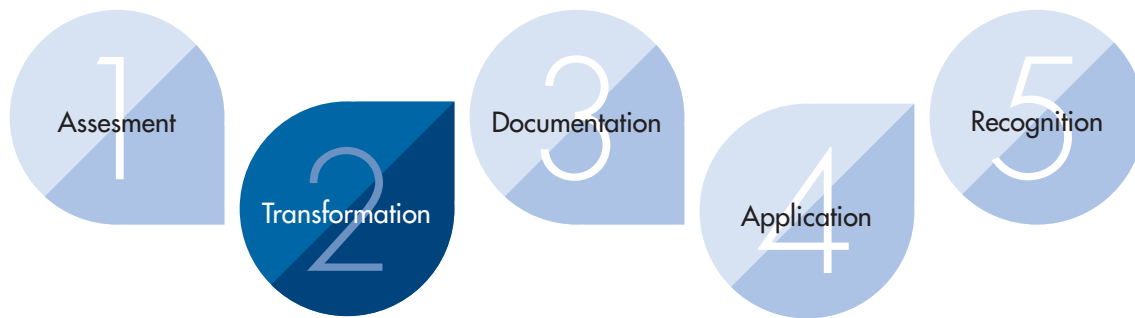 1
Assesment
2
Transformation
3
Documentation
4
Application
5
Recognition